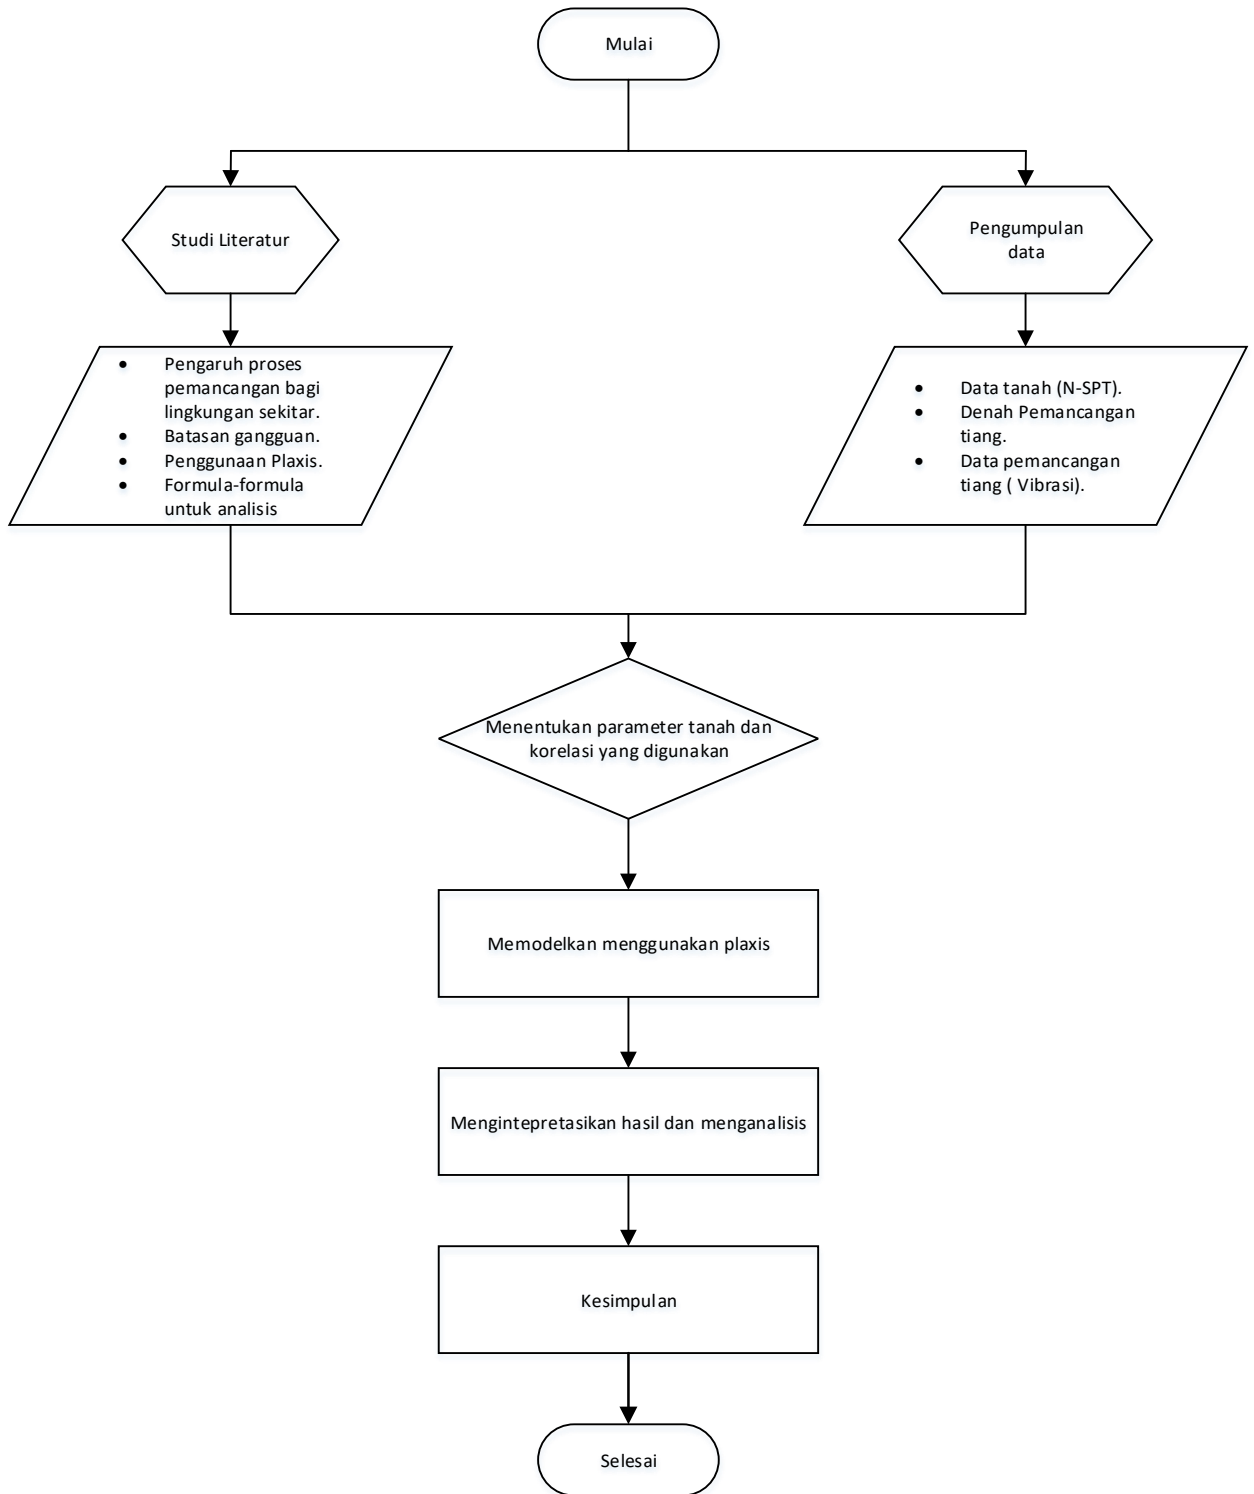 Mulai
Studi Literatur
Pengumpulan
data
• Pengaruh proses
pemancangan bagi
lingkungan sekitar.
• Batasan gangguan.
• Penggunaan Plaxis.
• Formula-formula
untuk analisis
• Data tanah (N-SPT).
• Denah Pemancangan
tiang.
• Data pemancangan
tiang ( Vibrasi).
Menentukan parameter tanah dan
korelasi yang digunakan
Memodelkan menggunakan plaxis
Mengintepretasikan hasil dan menganalisis
Kesimpulan
Selesai